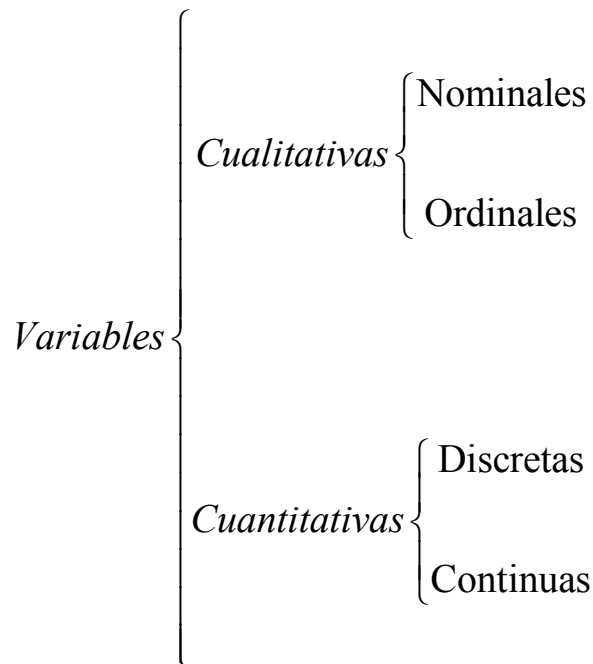 Variables
Cualitativas
Nominales
Ordinales
Cuantitativas
Discretas
Continuas